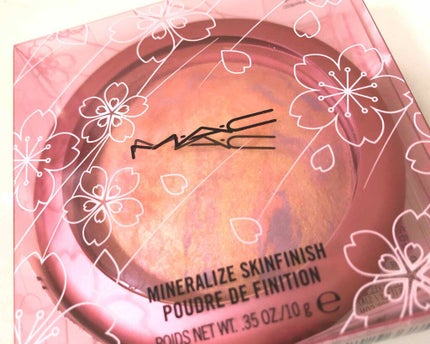 M·A·C
MINERALIZE SKINFINISH
POUDRE DE FINITION
POIDS NET WT. .35 OZ./10 g e